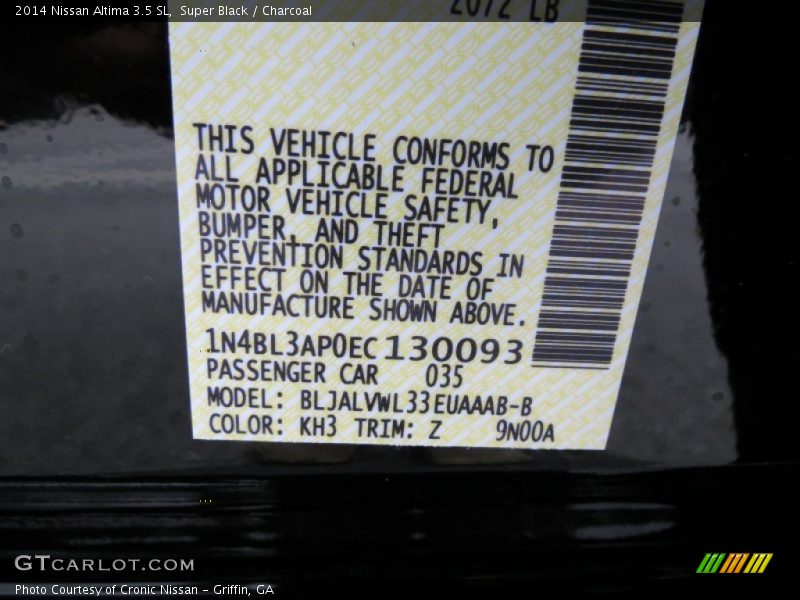 2014 Nissan Altima 3.5 SL, Super Black / Charcoal
2072 LB
THIS VEHICLE CONFORMS TO
ALL APPLICABLE FEDERAL
MOTOR VEHICLE SAFETY,
BUMPER, AND THEFT
PREVENTION STANDARDS IN
EFFECT ON THE DATE OF
MANUFACTURE SHOWN ABOVE.
1N4BL3AP0EC130093
PASSENGER CAR 035
MODEL: BLJALVWL33EUAAAB-B
COLOR: KH3 TRIM: Z 9N00A
GTCARLOT.COM
Photo Courtesy of Cronic Nissan - Griffin, GA